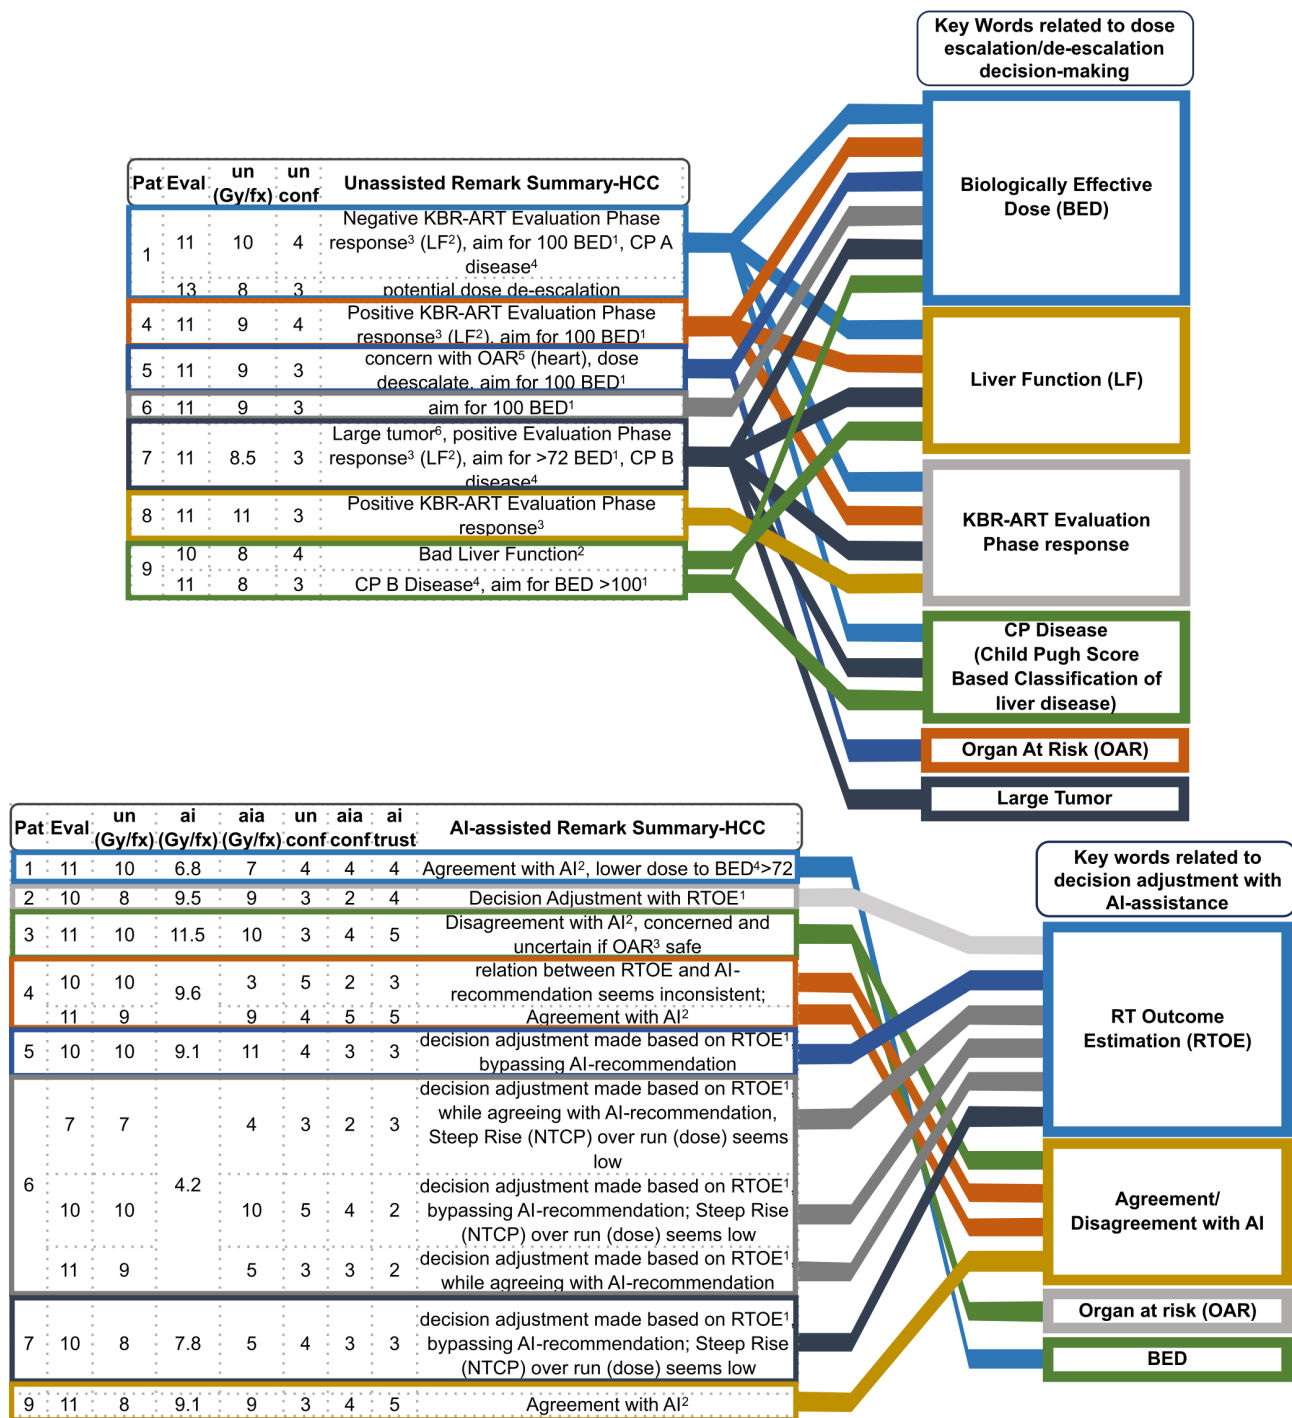 Key Words related to dose
escalation/de-escalation
decision-making
Pat Eval un (Gy/fx) un conf Unassisted Remark Summary-HCC
1 11 10 4 Negative KBR-ART Evaluation Phase
response³ (LF²), aim for 100 BED¹, CP A
disease⁴
13 8 3 potential dose de-escalation
4 11 9 4 Positive KBR-ART Evaluation Phase
response³ (LF²), aim for 100 BED¹
5 11 9 3 concern with OAR⁵ (heart), dose
deescalate, aim for 100 BED¹
6 11 9 3 aim for 100 BED¹
7 11 8.5 3 Large tumor⁶, positive Evaluation Phase
response³ (LF²), aim for >72 BED¹, CP B
disease⁴
8 11 11 3 Positive KBR-ART Evaluation Phase
response³
9 10 8 4 Bad Liver Function²
11 8 3 CP B Disease⁴, aim for BED >100¹
Biologically Effective
Dose (BED)
Liver Function (LF)
KBR-ART Evaluation
Phase response
CP Disease
(Child Pugh Score
Based Classification of
liver disease)
Organ At Risk (OAR)
Large Tumor
Pat Eval un (Gy/fx) ai (Gy/fx) aia (Gy/fx) un conf aia conf ai trust AI-assisted Remark Summary-HCC
1 11 10 6.8 7 4 4 4 Agreement with AI², lower dose to BED⁴>72
2 10 8 9.5 9 3 2 4 Decision Adjustment with RTOE¹
3 11 10 11.5 10 3 4 5 Disagreement with AI², concerned and
uncertain if OAR³ safe
4 10 10 9.6 3 5 2 3 relation between RTOE and AI-
recommendation seems inconsistent;
11 9 9 4 5 5 Agreement with AI²
5 10 10 9.1 11 4 3 3 decision adjustment made based on RTOE¹,
bypassing AI-recommendation
6 7 7 4.2 4 3 2 3 decision adjustment made based on RTOE¹,
while agreeing with AI-recommendation,
Steep Rise (NTCP) over run (dose) seems
low
10 10 10 5 4 2 decision adjustment made based on RTOE¹,
bypassing AI-recommendation; Steep Rise
(NTCP) over run (dose) seems low
11 9 5 3 3 2 decision adjustment made based on RTOE¹,
while agreeing with AI-recommendation
7 10 8 7.8 5 4 3 3 decision adjustment made based on RTOE¹,
bypassing AI-recommendation; Steep Rise
(NTCP) over run (dose) seems low
9 11 8 9.1 9 3 4 5 Agreement with AI²
Key words related to
decision adjustment with
AI-assistance
RT Outcome
Estimation (RTOE)
Agreement/
Disagreement with AI
Organ at risk (OAR)
BED